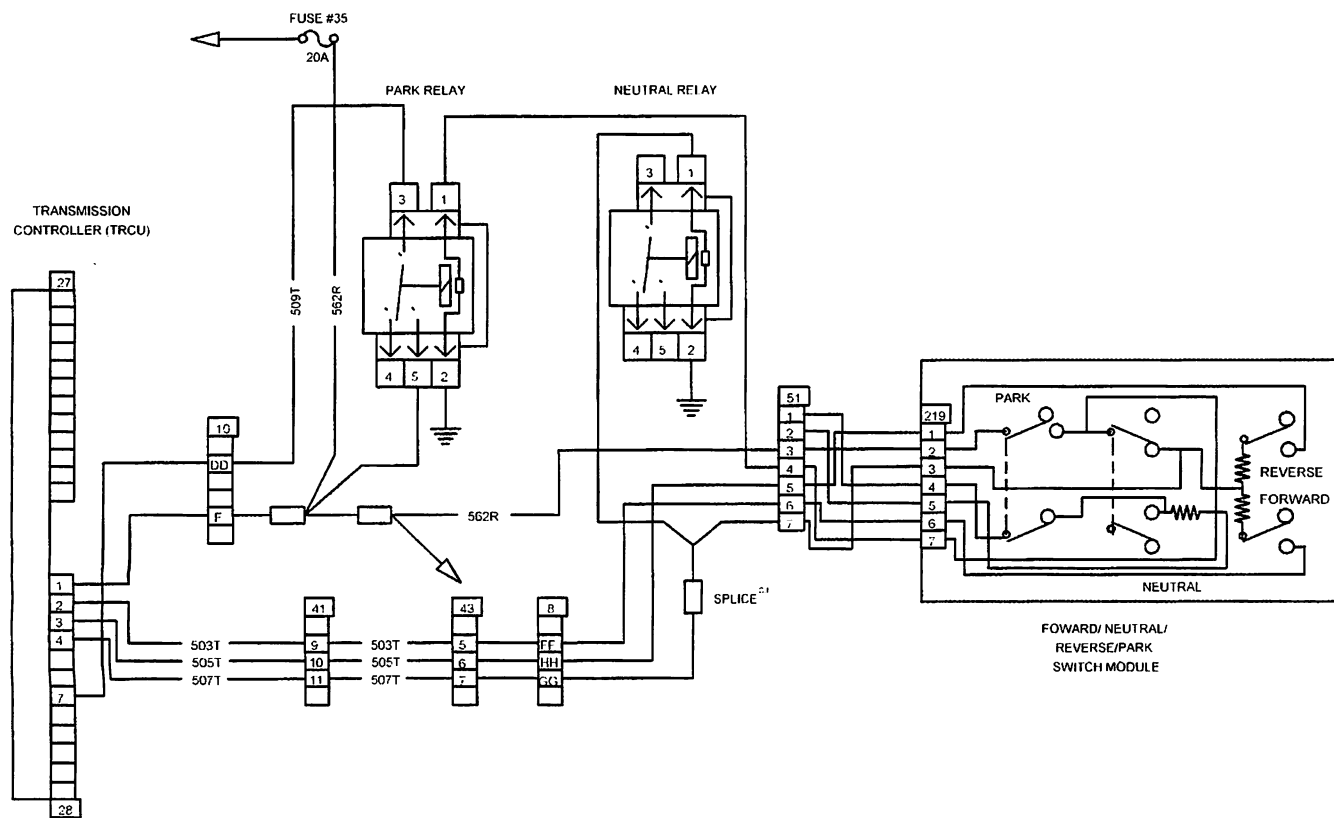 FUSE #35
20A
PARK RELAY
NEUTRAL RELAY
3
1
3
1
TRANSMISSION
CONTROLLER (TRCU)
27
509T
562R
4
5
2
4
5
2
10
DD
F
562R
51
1
2
3
4
5
6
7
219
1
2
3
4
5
6
7
PARK
REVERSE
FORWARD
NEUTRAL
FOWARD/ NEUTRAL/
REVERSE/PARK
SWITCH MODULE
1
2
3
4
7
28
41
43
8
503T
9
503T
5
FF
505T
10
505T
6
HH
507T
11
507T
7
GG
SPLICE